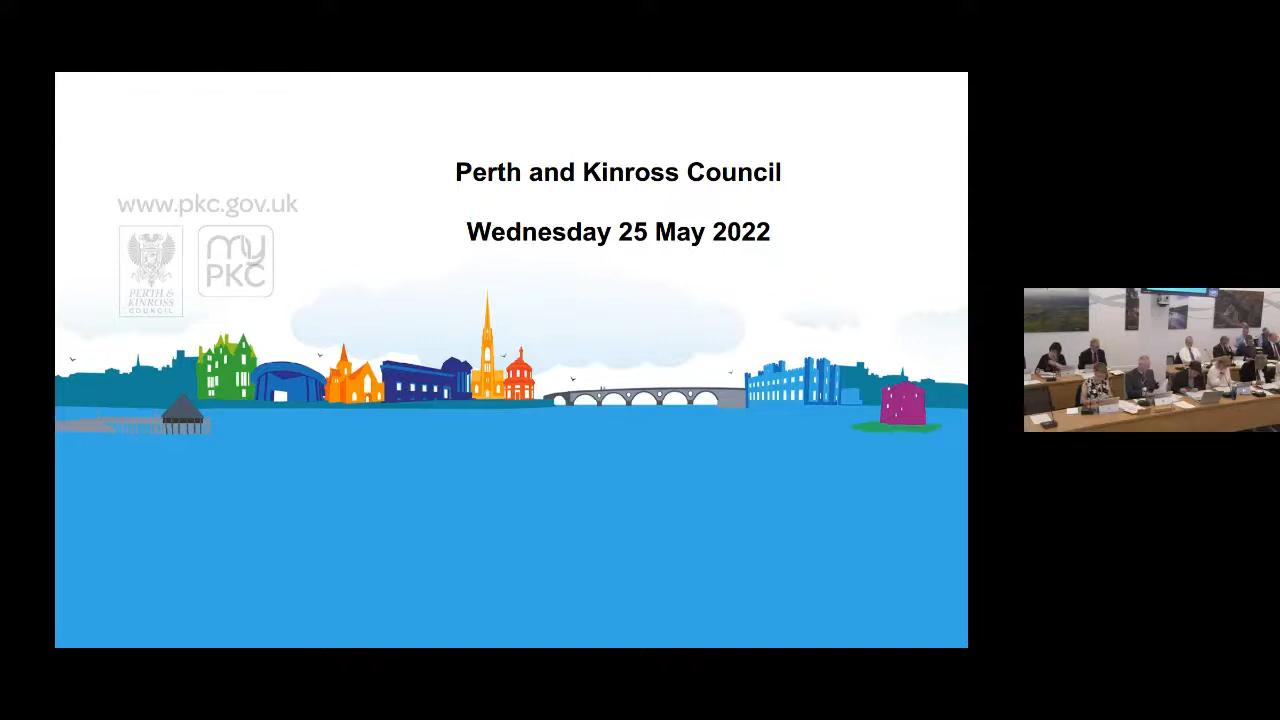 Perth and Kinross Council
Wednesday 25 May 2022
www.pkc.gov.uk
my
PKC
PERTH &
KINROSS
COUNCIL